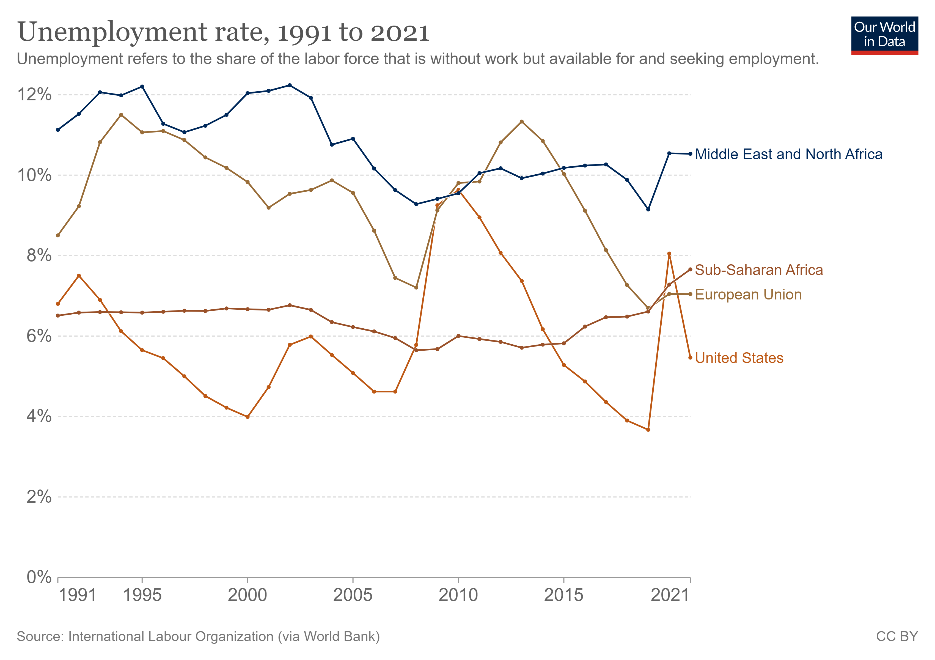 Unemployment rate, 1991 to 2021
Our World
in Data
Unemployment refers to the share of the labor force that is without work but available for and seeking employment.
12%
10%
8%
6%
4%
2%
0%
Middle East and North Africa
Sub-Saharan Africa
European Union
United States
1991 1995 2000 2005 2010 2015 2021
Source: International Labour Organization (via World Bank)
CC BY